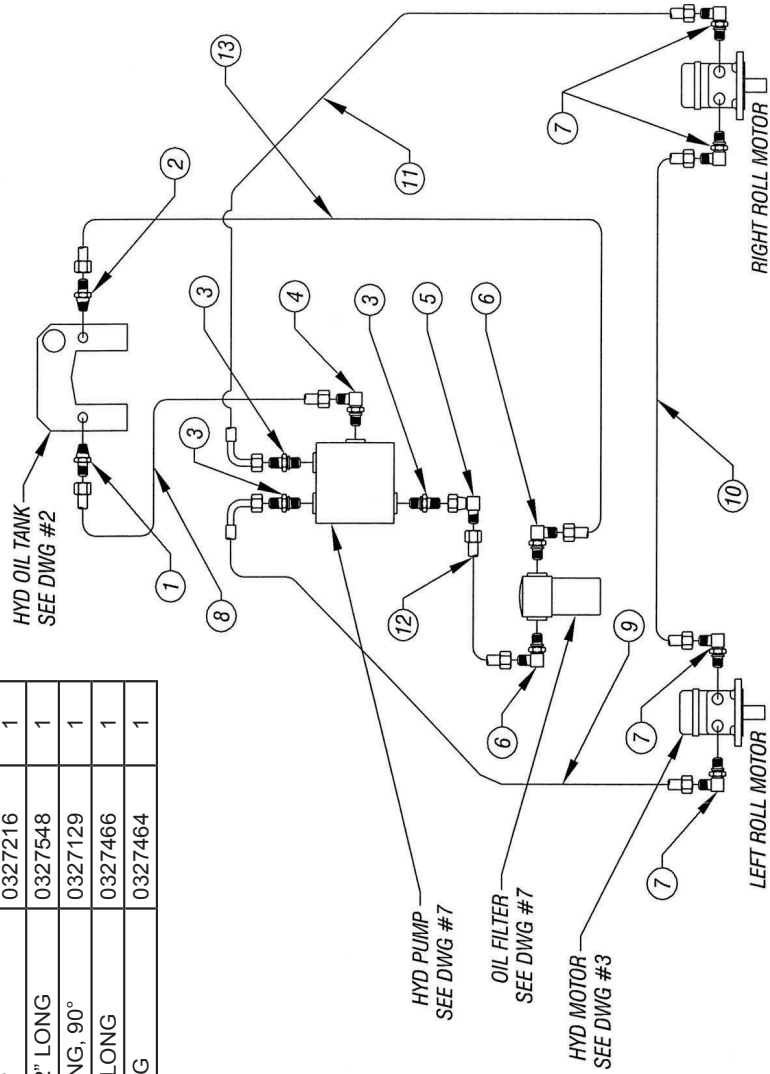 0327216 1
2" LONG 0327548 1
NG, 90° 0327129 1
LONG 0327466 1
G 0327464 1
HYD OIL TANK
SEE DWG #2
1
2
8
13
3
3
4
11
3
5
12
6
6
HYD PUMP
SEE DWG #7
OIL FILTER
SEE DWG #7
9
10
7
7
7
HYD MOTOR
SEE DWG #3
LEFT ROLL MOTOR
RIGHT ROLL MOTOR